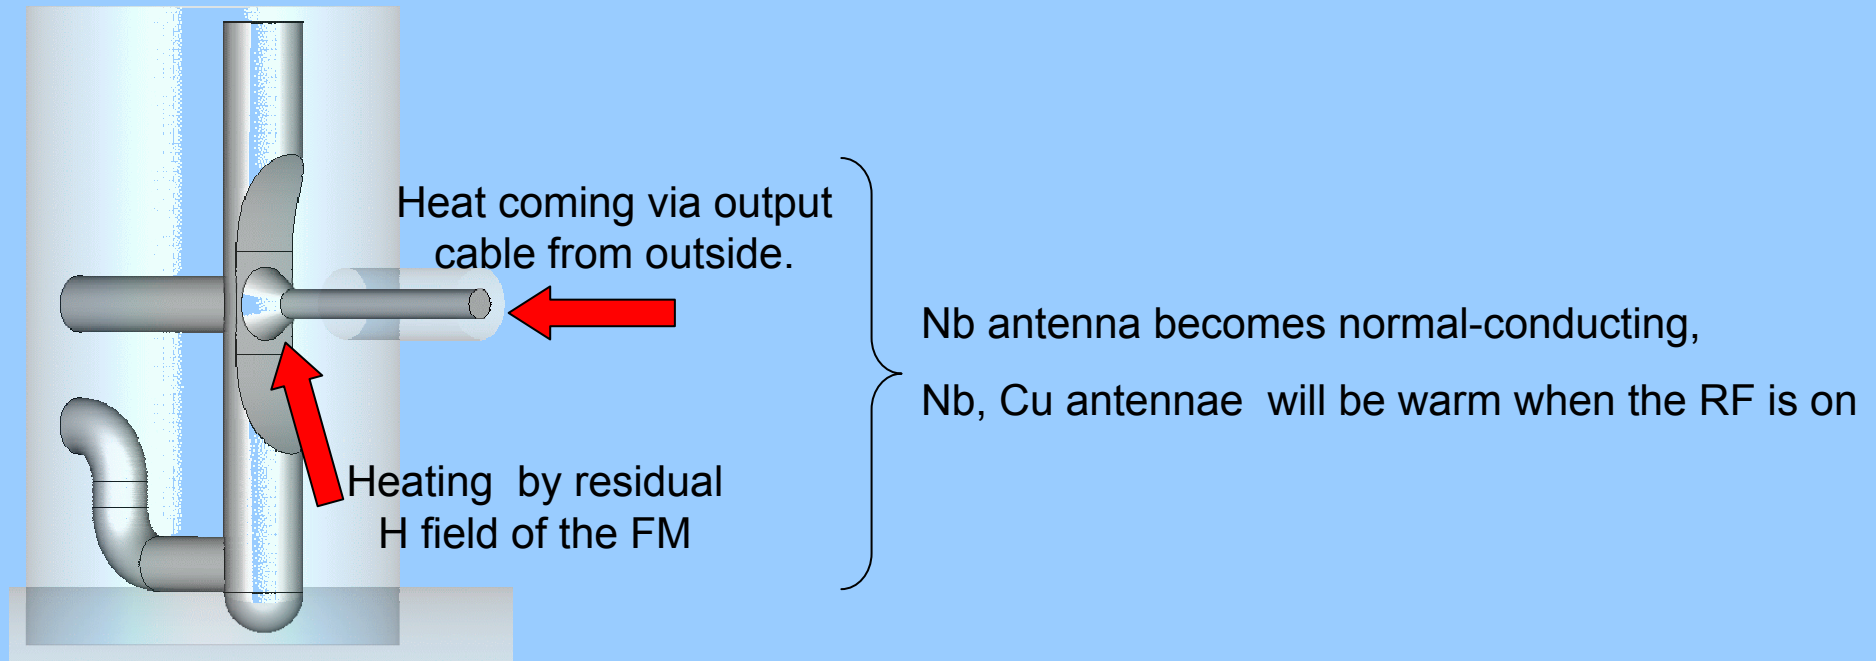 Heat coming via output
cable from outside.
Nb antenna becomes normal-conducting,
Nb, Cu antennae  will be warm when the RF is on
Heating  by residual
H field of the FM